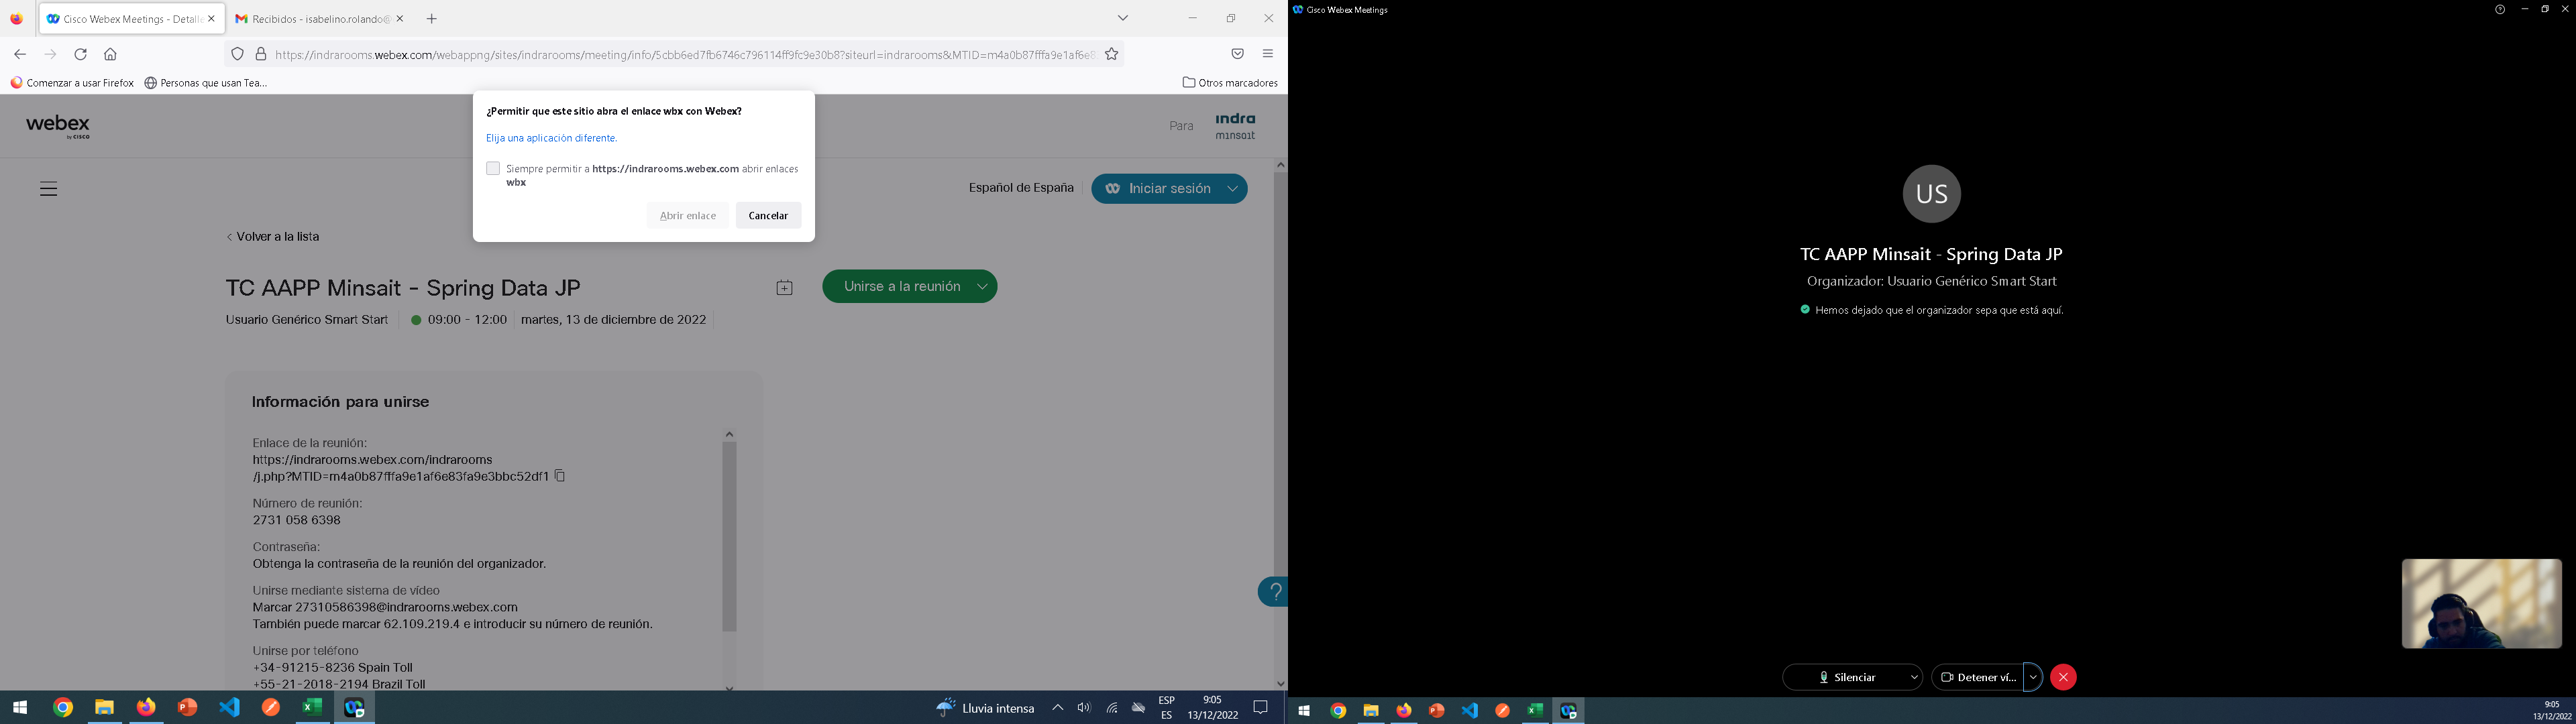 Cisco Webex Meetings - Detalle
Recibidos - isabelino.rolando@
https://indrarooms.webex.com/webappng/sites/indrarooms/meeting/info/5cbb6ed7fb6746c796114ff9fc9e30b8?siteurl=indrarooms&MTID=m4a0b87fffa9e1af6e8
Comenzar a usar Firefox
Personas que usan Tea...
Otros marcadores
¿Permitir que este sitio abra el enlace wbx con Webex?
Elija una aplicación diferente.
Siempre permitir a https://indrarooms.webex.com abrir enlaces
wbx
Abrir enlace
Cancelar
webex
by CISCO
Para
indra
minsait
Español de España
Iniciar sesión
Volver a la lista
TC AAPP Minsait - Spring Data JP
Unirse a la reunión
Usuario Genérico Smart Start
09:00 - 12:00
martes, 13 de diciembre de 2022
Información para unirse
Enlace de la reunión:
https://indrarooms.webex.com/indrarooms
/j.php?MTID=m4a0b87fffa9e1af6e83fa9e3bbc52df1
Número de reunión:
2731 058 6398
Contraseña:
Obtenga la contraseña de la reunión del organizador.
Unirse mediante sistema de vídeo
Marcar 27310586398@indrarooms.webex.com
También puede marcar 62.109.219.4 e introducir su número de reunión.
Unirse por teléfono
+34-91215-8236 Spain Toll
+55-21-2018-2194 Brazil Toll
?
Lluvia intensa
ESP
ES
9:05
13/12/2022
Cisco Webex Meetings
US
TC AAPP Minsait - Spring Data JP
Organizador: Usuario Genérico Smart Start
Hemos dejado que el organizador sepa que está aquí.
Silenciar
Detener ví...
9:05
13/12/2022